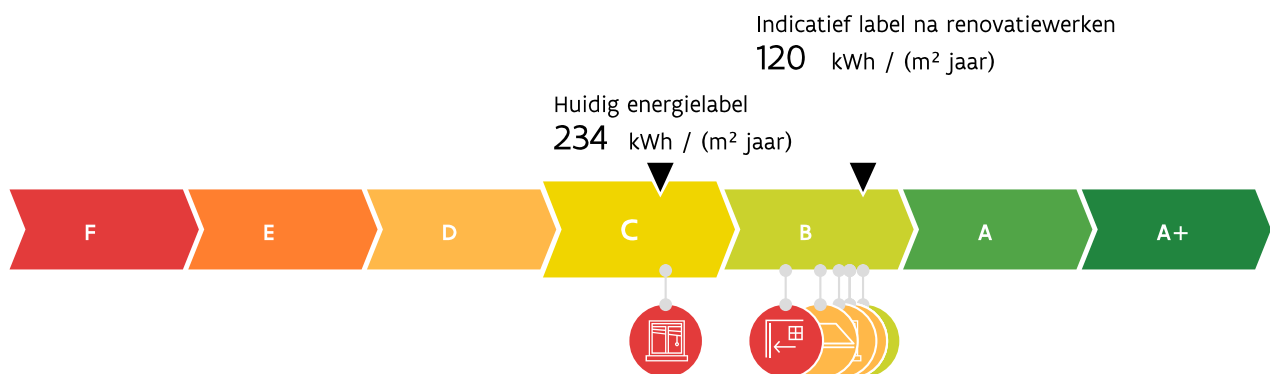 Indicatief label na renovatiewerken
120 kWh / (m² jaar)
Huidig energielabel
234 kWh / (m² jaar)
F E D C B A A+